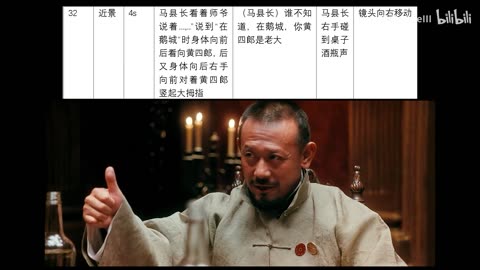 32
近景
4s
马县长看着师爷
说着……"说到"在
鹅城"时身体向前
后看向黄四郎，后
又身体向后右手
向前对着黄四郎
竖起大拇指
（马县长）谁不知
道，在鹅城，你黄
四郎是老大
马县长
右手碰
到桌子
酒瓶声
镜头向右移动
bilibili